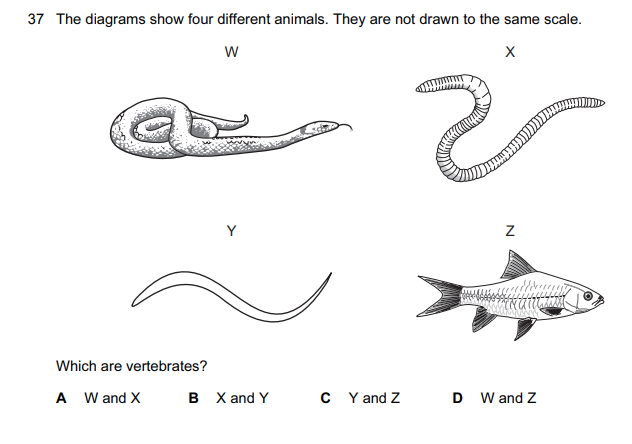 37 The diagrams show four different animals. They are not drawn to the same scale.
W X
Y Z
Which are vertebrates?
A W and X B X and Y C Y and Z D W and Z